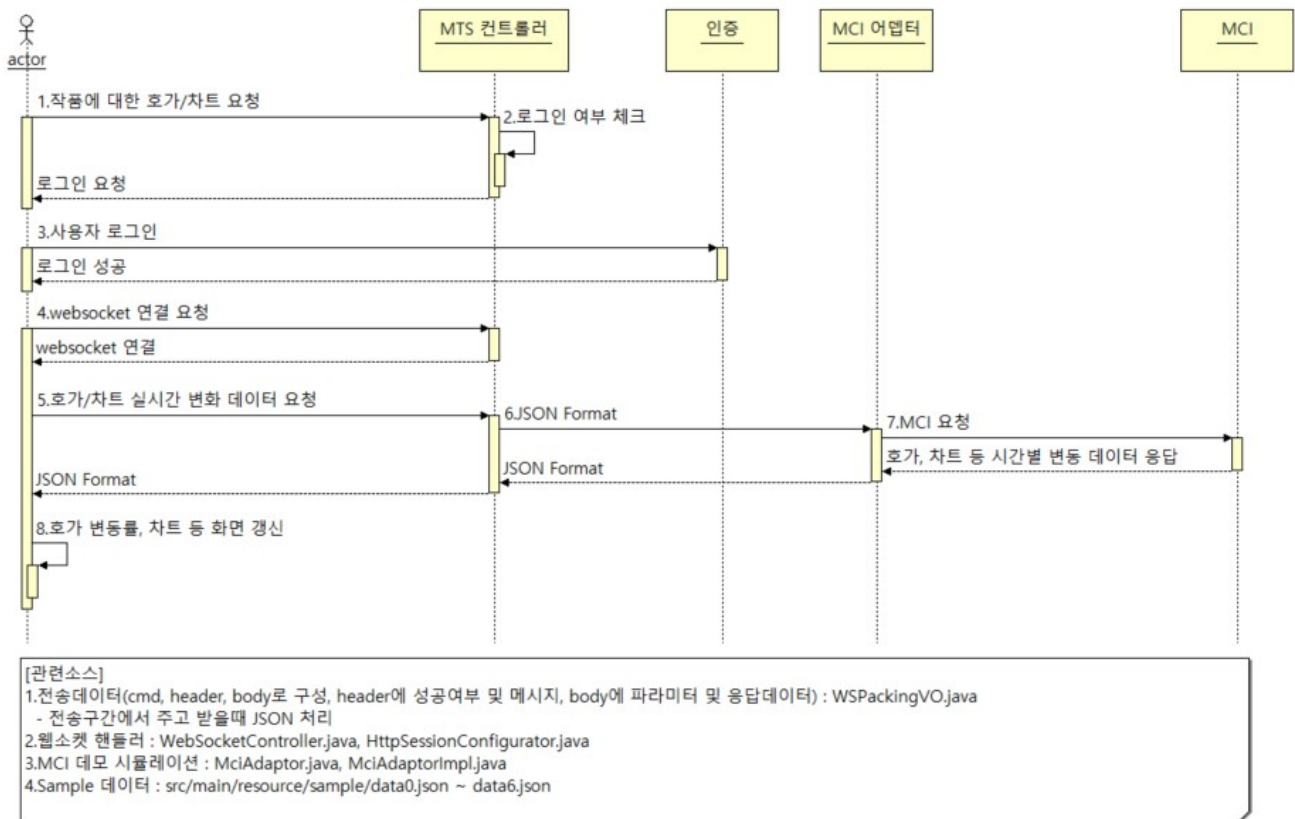 MTS 컨트롤러
인증
MCI 어뎁터
MCI
actor
1.작품에 대한 호가/차트 요청
2.로그인 여부 체크
로그인 요청
3.사용자 로그인
로그인 성공
4.websocket 연결 요청
websocket 연결
5.호가/차트 실시간 변화 데이터 요청
6.JSON Format
7.MCI 요청
호가, 차트 등 시간별 변동 데이터 응답
JSON Format
JSON Format
8.호가 변동률, 차트 등 화면 갱신
[관련소스]
1.전송데이터(cmd, header, body로 구성, header에 성공여부 및 메시지, body에 파라미터 및 응답데이터) : WSPackingVO.java
- 전송구간에서 주고 받을때 JSON 처리
2.웹소켓 핸들러 : WebSocketController.java, HttpSessionConfigurator.java
3.MCI 데모 시뮬레이션 : MciAdaptor.java, MciAdaptorImpl.java
4.Sample 데이터 : src/main/resource/sample/data0.json ~ data6.json